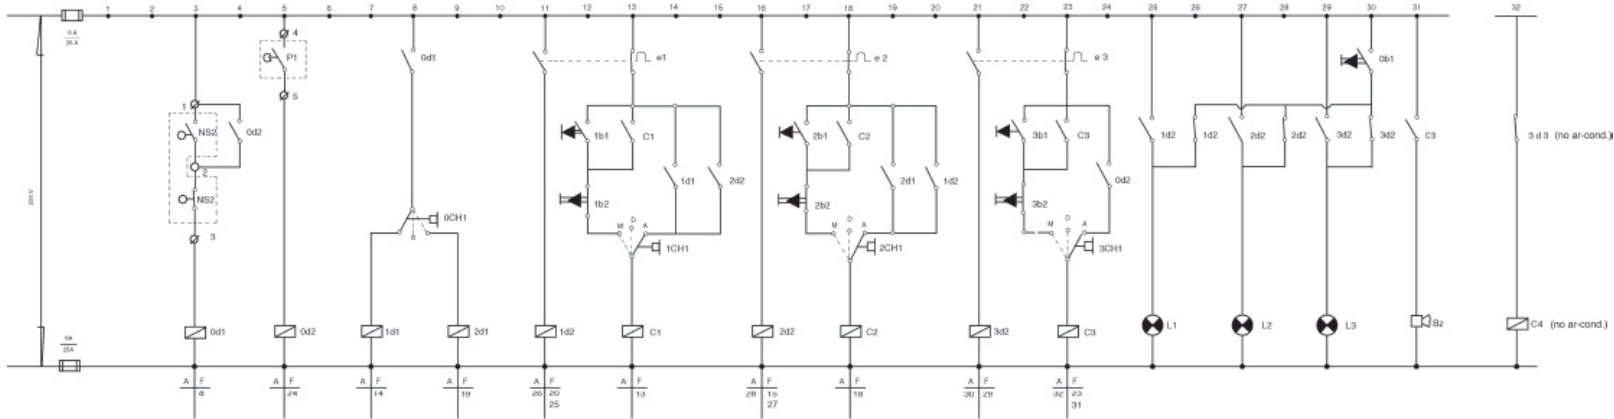 1 2 3 4 5 6 7 8 9 10 11 12 13 14 15 16 17 18 19 20 21 22 23 24 25 26 27 28 29 30 31 32
6 A
25 A
4
P1
5
1
NS2
0d2
2
NS2
3
0d1
0CH1
e1
1b1
C1
1d1
2d2
1b2
M D A
1CH1
e 2
2b1
C2
2d1
1d2
2b2
M D A
2CH1
e 3
3b1
C3
0d2
3b2
M D A
3CH1
0b1
1d2 1d2 2d2 2d2 3d2 3d2 C3
3 d 3 (no ar-cond.)
220 V
0d1 0d2 1d1 2d1 1d2 C1 2d2 C2 3d2 C3 L1 L2 L3 Bz C4 (no ar-cond.)
6A
25A
A F A F A F A F A F A F A F A F A F A F
8 24 14 19 26 20 13 28 15 18 30 29 32 23
25 27 31